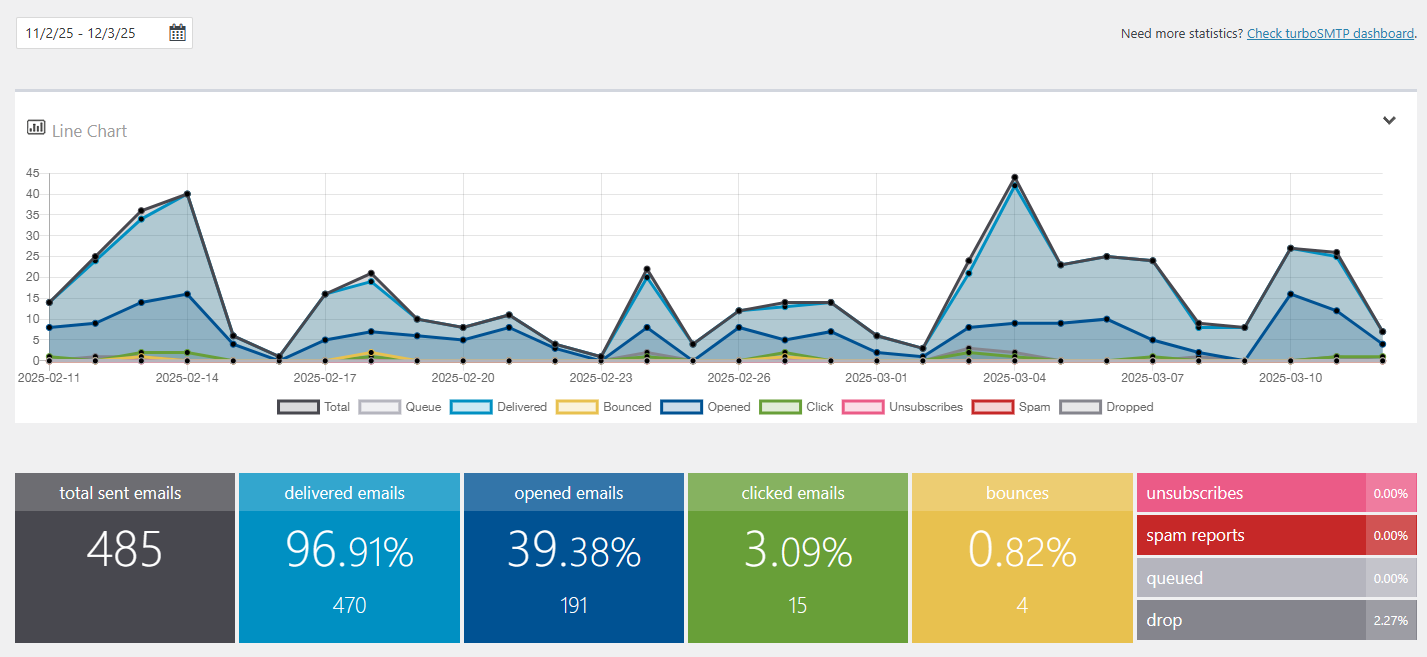 11/2/25 - 12/3/25
Need more statistics? Check turboSMTP dashboard.
Line Chart
45
40
35
30
25
20
15
10
5
0
2025-02-11 2025-02-14 2025-02-17 2025-02-20 2025-02-23 2025-02-26 2025-03-01 2025-03-04 2025-03-07 2025-03-10
Total Queue Delivered Bounced Opened Click Unsubscribes Spam Dropped
total sent emails
485
delivered emails
96.91%
470
opened emails
39.38%
191
clicked emails
3.09%
15
bounces
0.82%
4
unsubscribes 0.00%
spam reports 0.00%
queued 0.00%
drop 2.27%